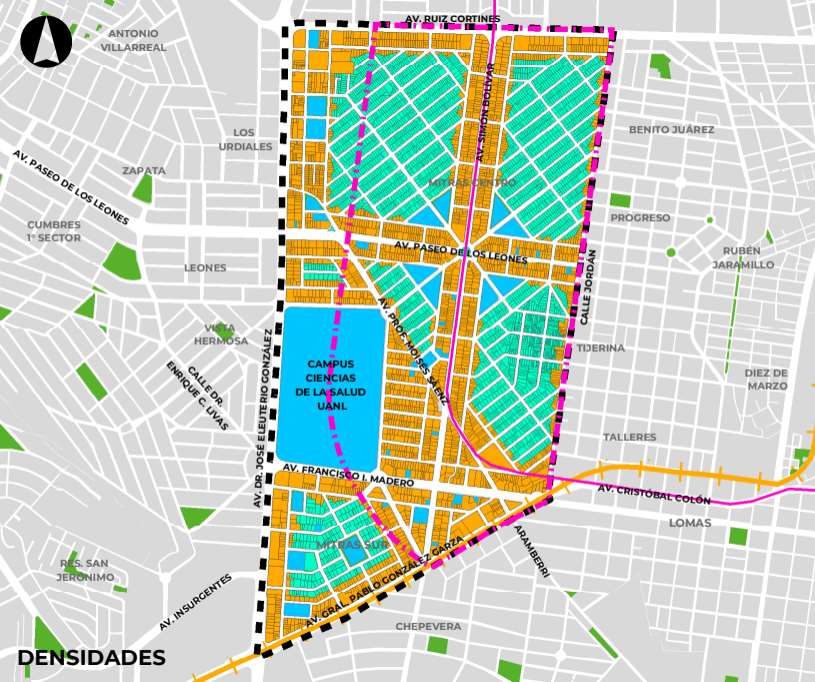 AV. RUIZ CORTINES
ANTONIO
VILLARREAL
LOS
URDIALES
AV. SIMÓN BOLÍVAR
BENITO JUÁREZ
AV. PASEO DE LOS LEONES
ZAPATA
MITRAS CENTRO
CUMBRES
1° SECTOR
PROGRESO
LEONES
AV. PASEO DE LOS LEONES
RUBÉN
JARAMILLO
CALLE JORDÁN
VISTA
HERMOSA
AV. PROF. MOISÉS SÁENZ
TIJERINA
CALLE DR.
ENRIQUE C. LIVAS
AV. DR. JOSÉ ELEUTERIO GONZÁLEZ
CAMPUS
CIENCIAS
DE LA SALUD
UANL
DIEZ DE
MARZO
TALLERES
AV. FRANCISCO I. MADERO
AV. CRISTÓBAL COLÓN
LOMAS
MITRAS SUR
ARAMBERRI
RES. SAN
JERÓNIMO
AV. INSURGENTES
AV. GRAL. PABLO GONZÁLEZ GARZA
CHEPEVERA
DENSIDADES